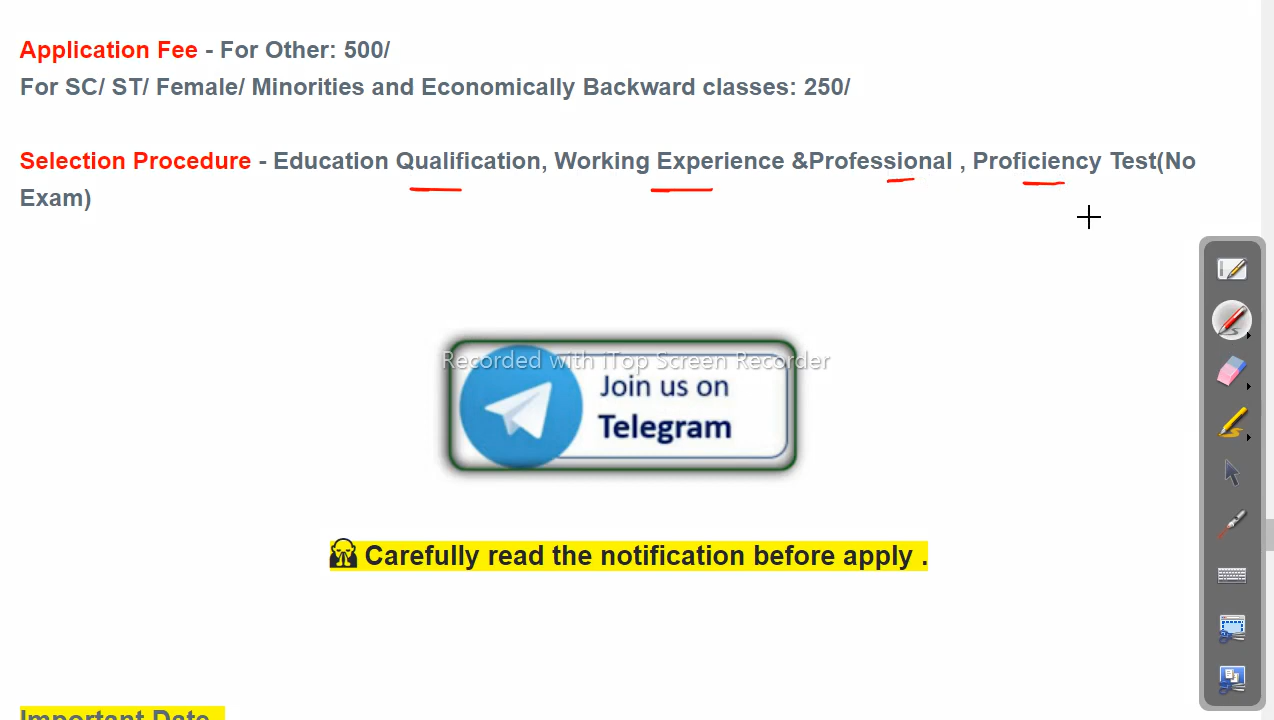 Application Fee - For Other: 500/
For SC/ ST/ Female/ Minorities and Economically Backward classes: 250/
Selection Procedure - Education Qualification, Working Experience &Professional , Proficiency Test(No
Exam)
Recorded with iTop Screen Recorder
Join us on
Telegram
Carefully read the notification before apply .
Important Date